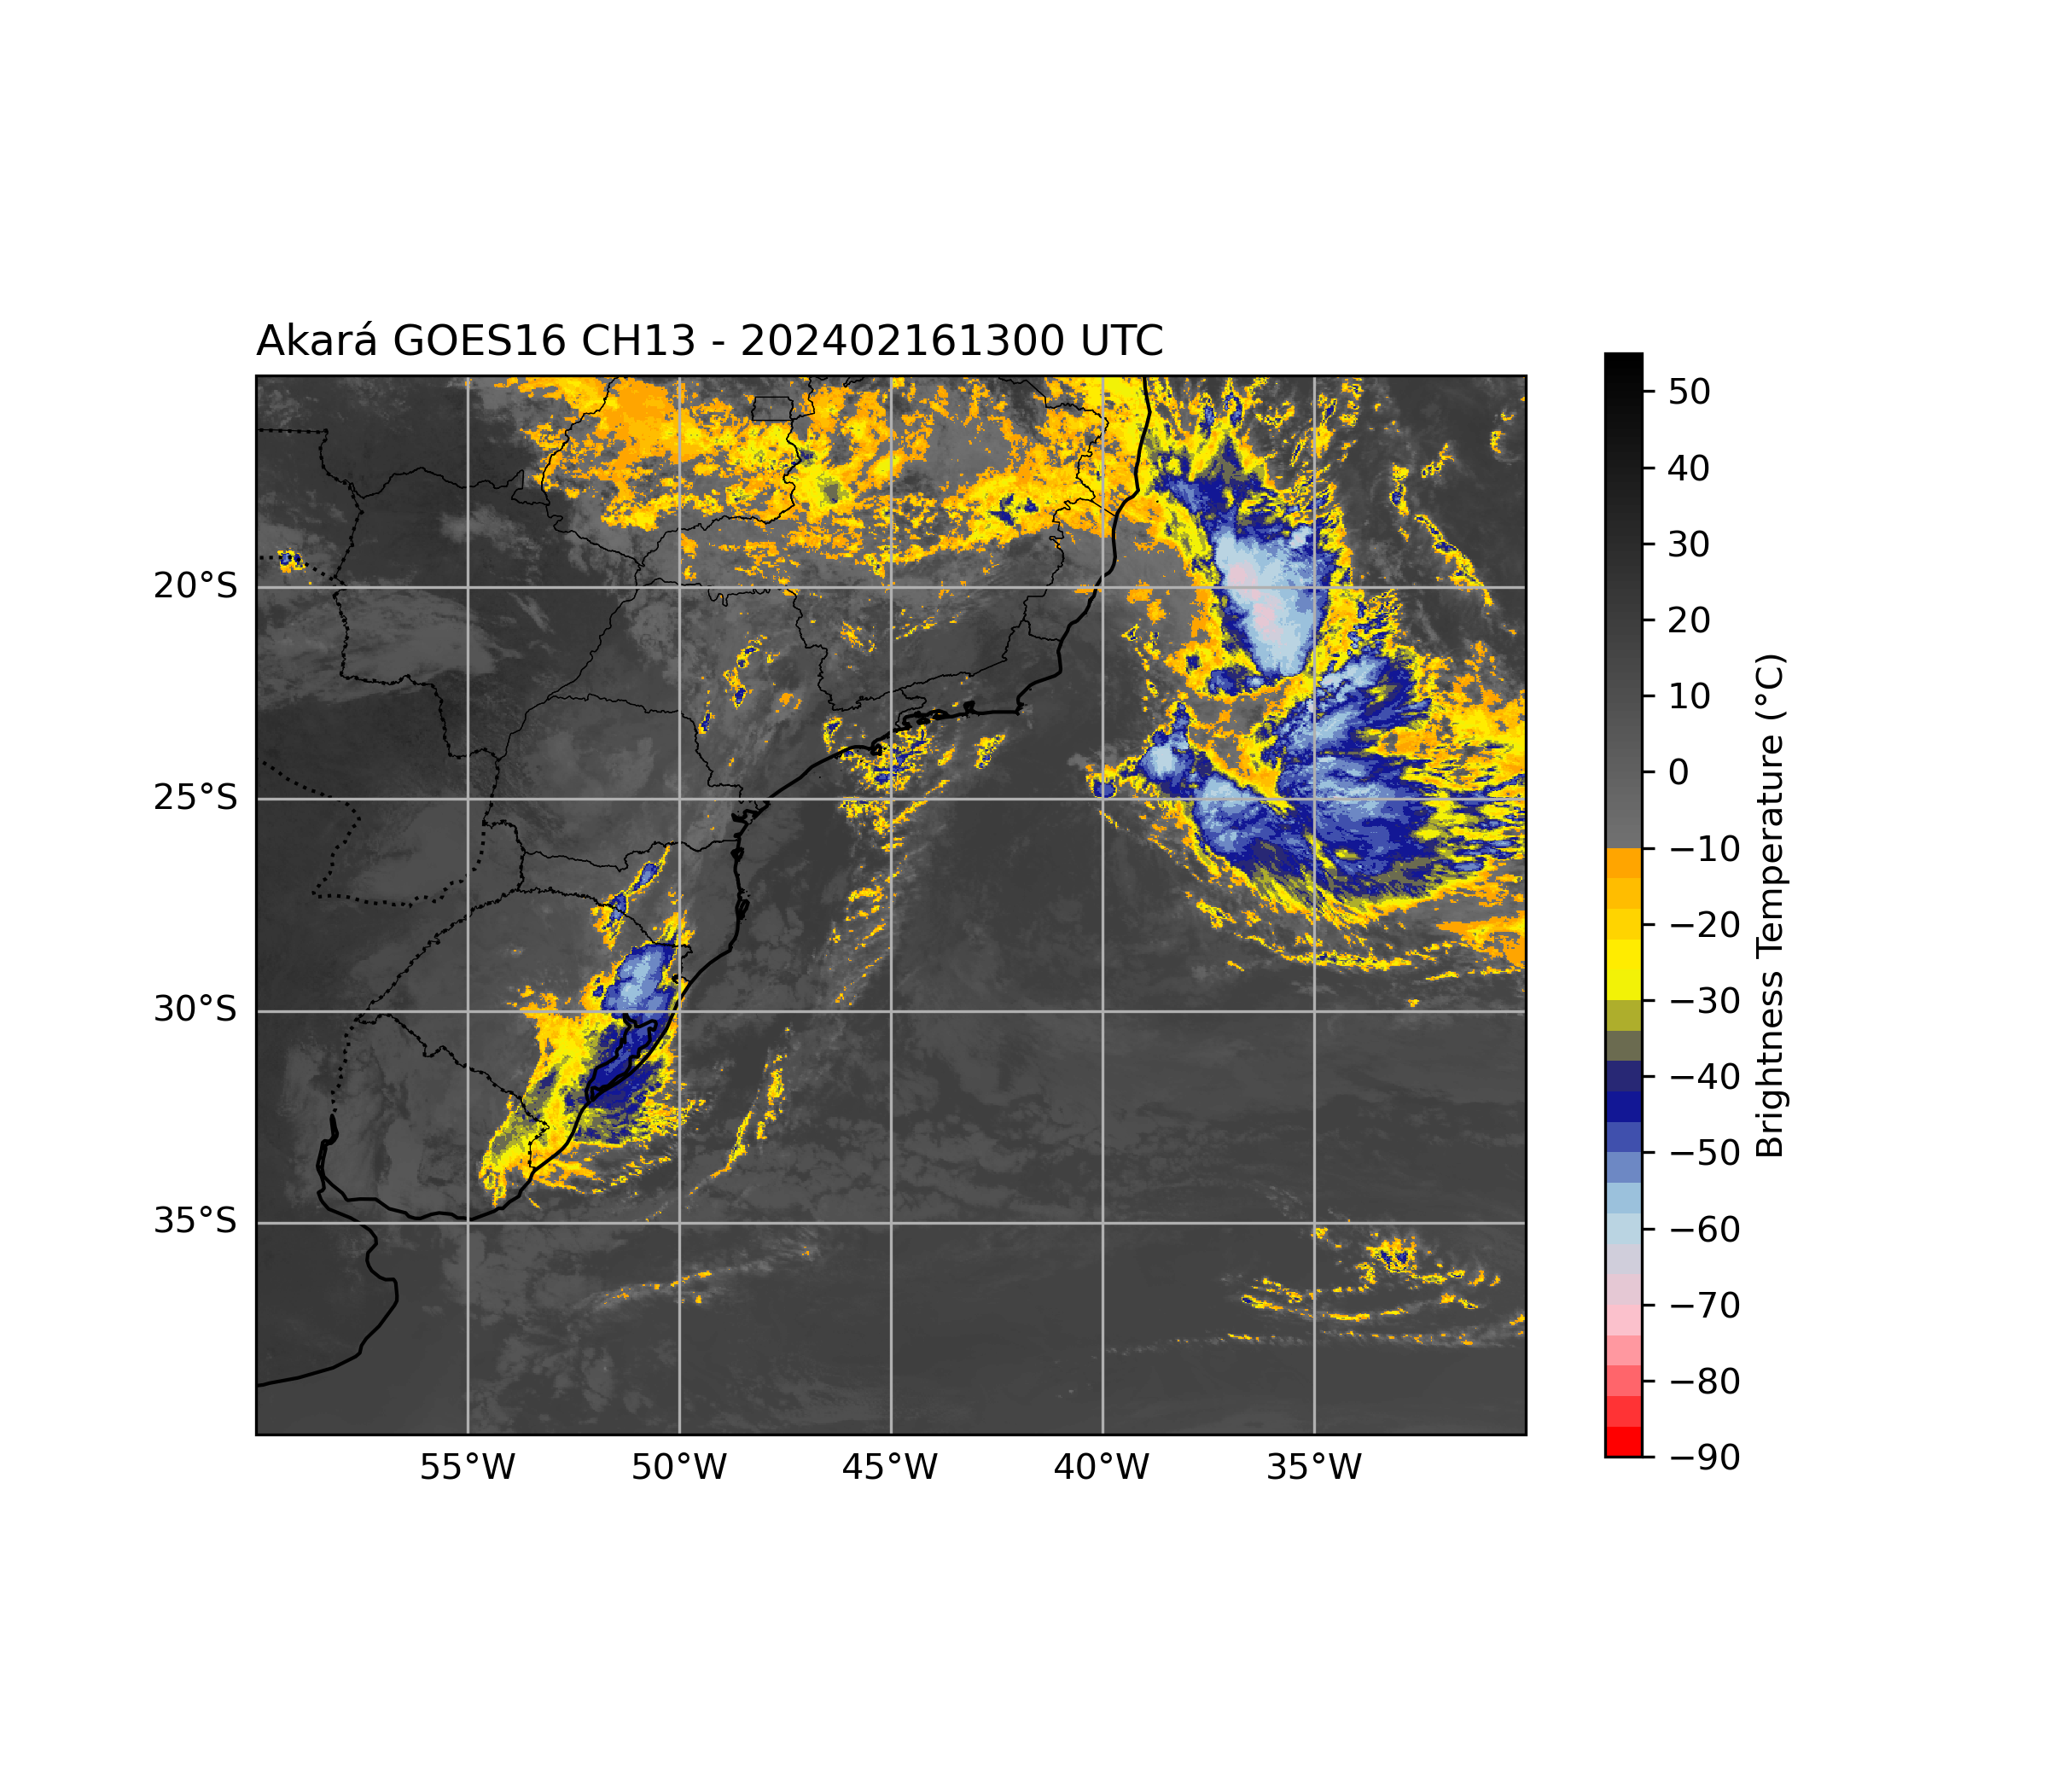 Akará GOES16 CH13 - 202402161300 UTC
20°S
25°S
30°S
35°S
55°W
50°W
45°W
40°W
35°W
50
40
30
20
10
0
−10
−20
−30
−40
−50
−60
−70
−80
−90
Brightness Temperature (°C)